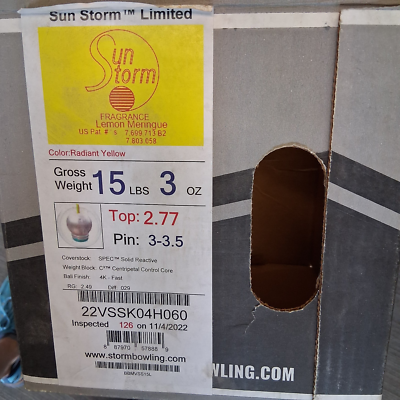 Sun Storm™ Limited
Sun
Storm
FRAGRANCE
Lemon Meringue
US Pat. # s 7.609.713 B2
7.803.058
Color:Radiant Yellow
Gross
Weight 15 LBS 3 OZ
Top: 2.77
Pin: 3-3.5
Coverstock: SPEC™ Solid Reactive
Weight Block: C³™ Centripetal Control Core
Ball Finish: 4K - Fast
RG: 2.49 Diff: .029
22VSSK04H060
Inspected 126 on 11/4/2022
www.stormbowling.com
WLING.COM